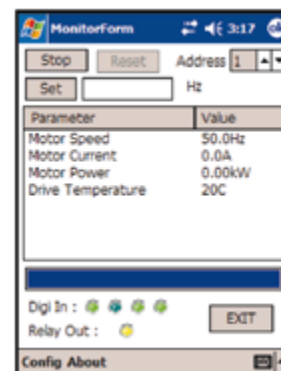 MonitorForm 3:17 ok
Stop Reset Address 1
Set Hz
Parameter Value
Motor Speed 50.0Hz
Motor Current 0.0A
Motor Power 0.00kW
Drive Temperature 20C
Digi In :
Relay Out :
EXIT
Config About